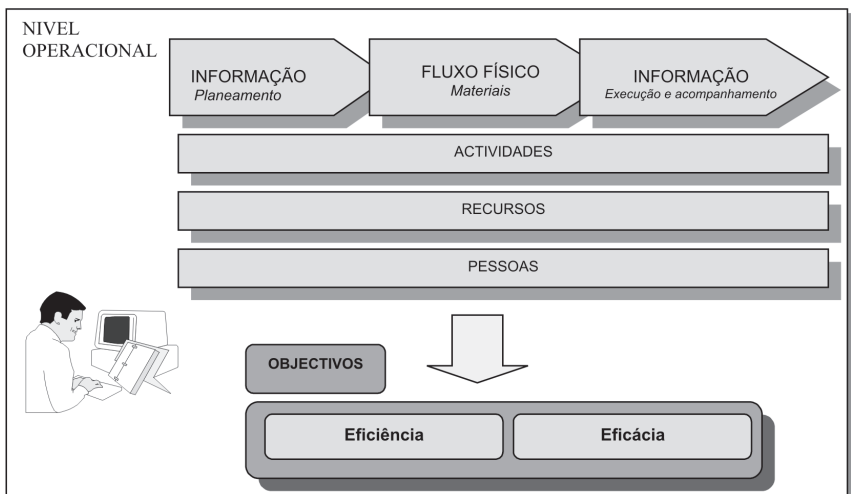 NIVEL
OPERACIONAL
INFORMAÇÃO
Planeamento
FLUXO FÍSICO
Materiais
INFORMAÇÃO
Execução e acompanhamento
ACTIVIDADES
RECURSOS
PESSOAS
OBJECTIVOS
Eficiência
Eficácia